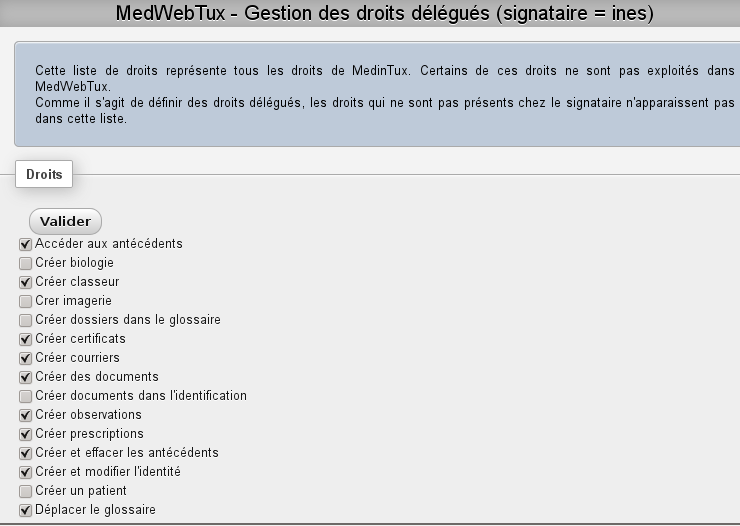 MedWebTux - Gestion des droits délégués (signataire = ines)
Cette liste de droits représente tous les droits de MedinTux. Certains de ces droits ne sont pas exploités dans
MedWebTux.
Comme il s'agit de définir des droits délégués, les droits qui ne sont pas présents chez le signataire n'apparaissent pas
dans cette liste.
Droits
Valider
Accéder aux antécédents
Créer biologie
Créer classeur
Crer imagerie
Créer dossiers dans le glossaire
Créer certificats
Créer courriers
Créer des documents
Créer documents dans l'identification
Créer observations
Créer prescriptions
Créer et effacer les antécédents
Créer et modifier l'identité
Créer un patient
Déplacer le glossaire